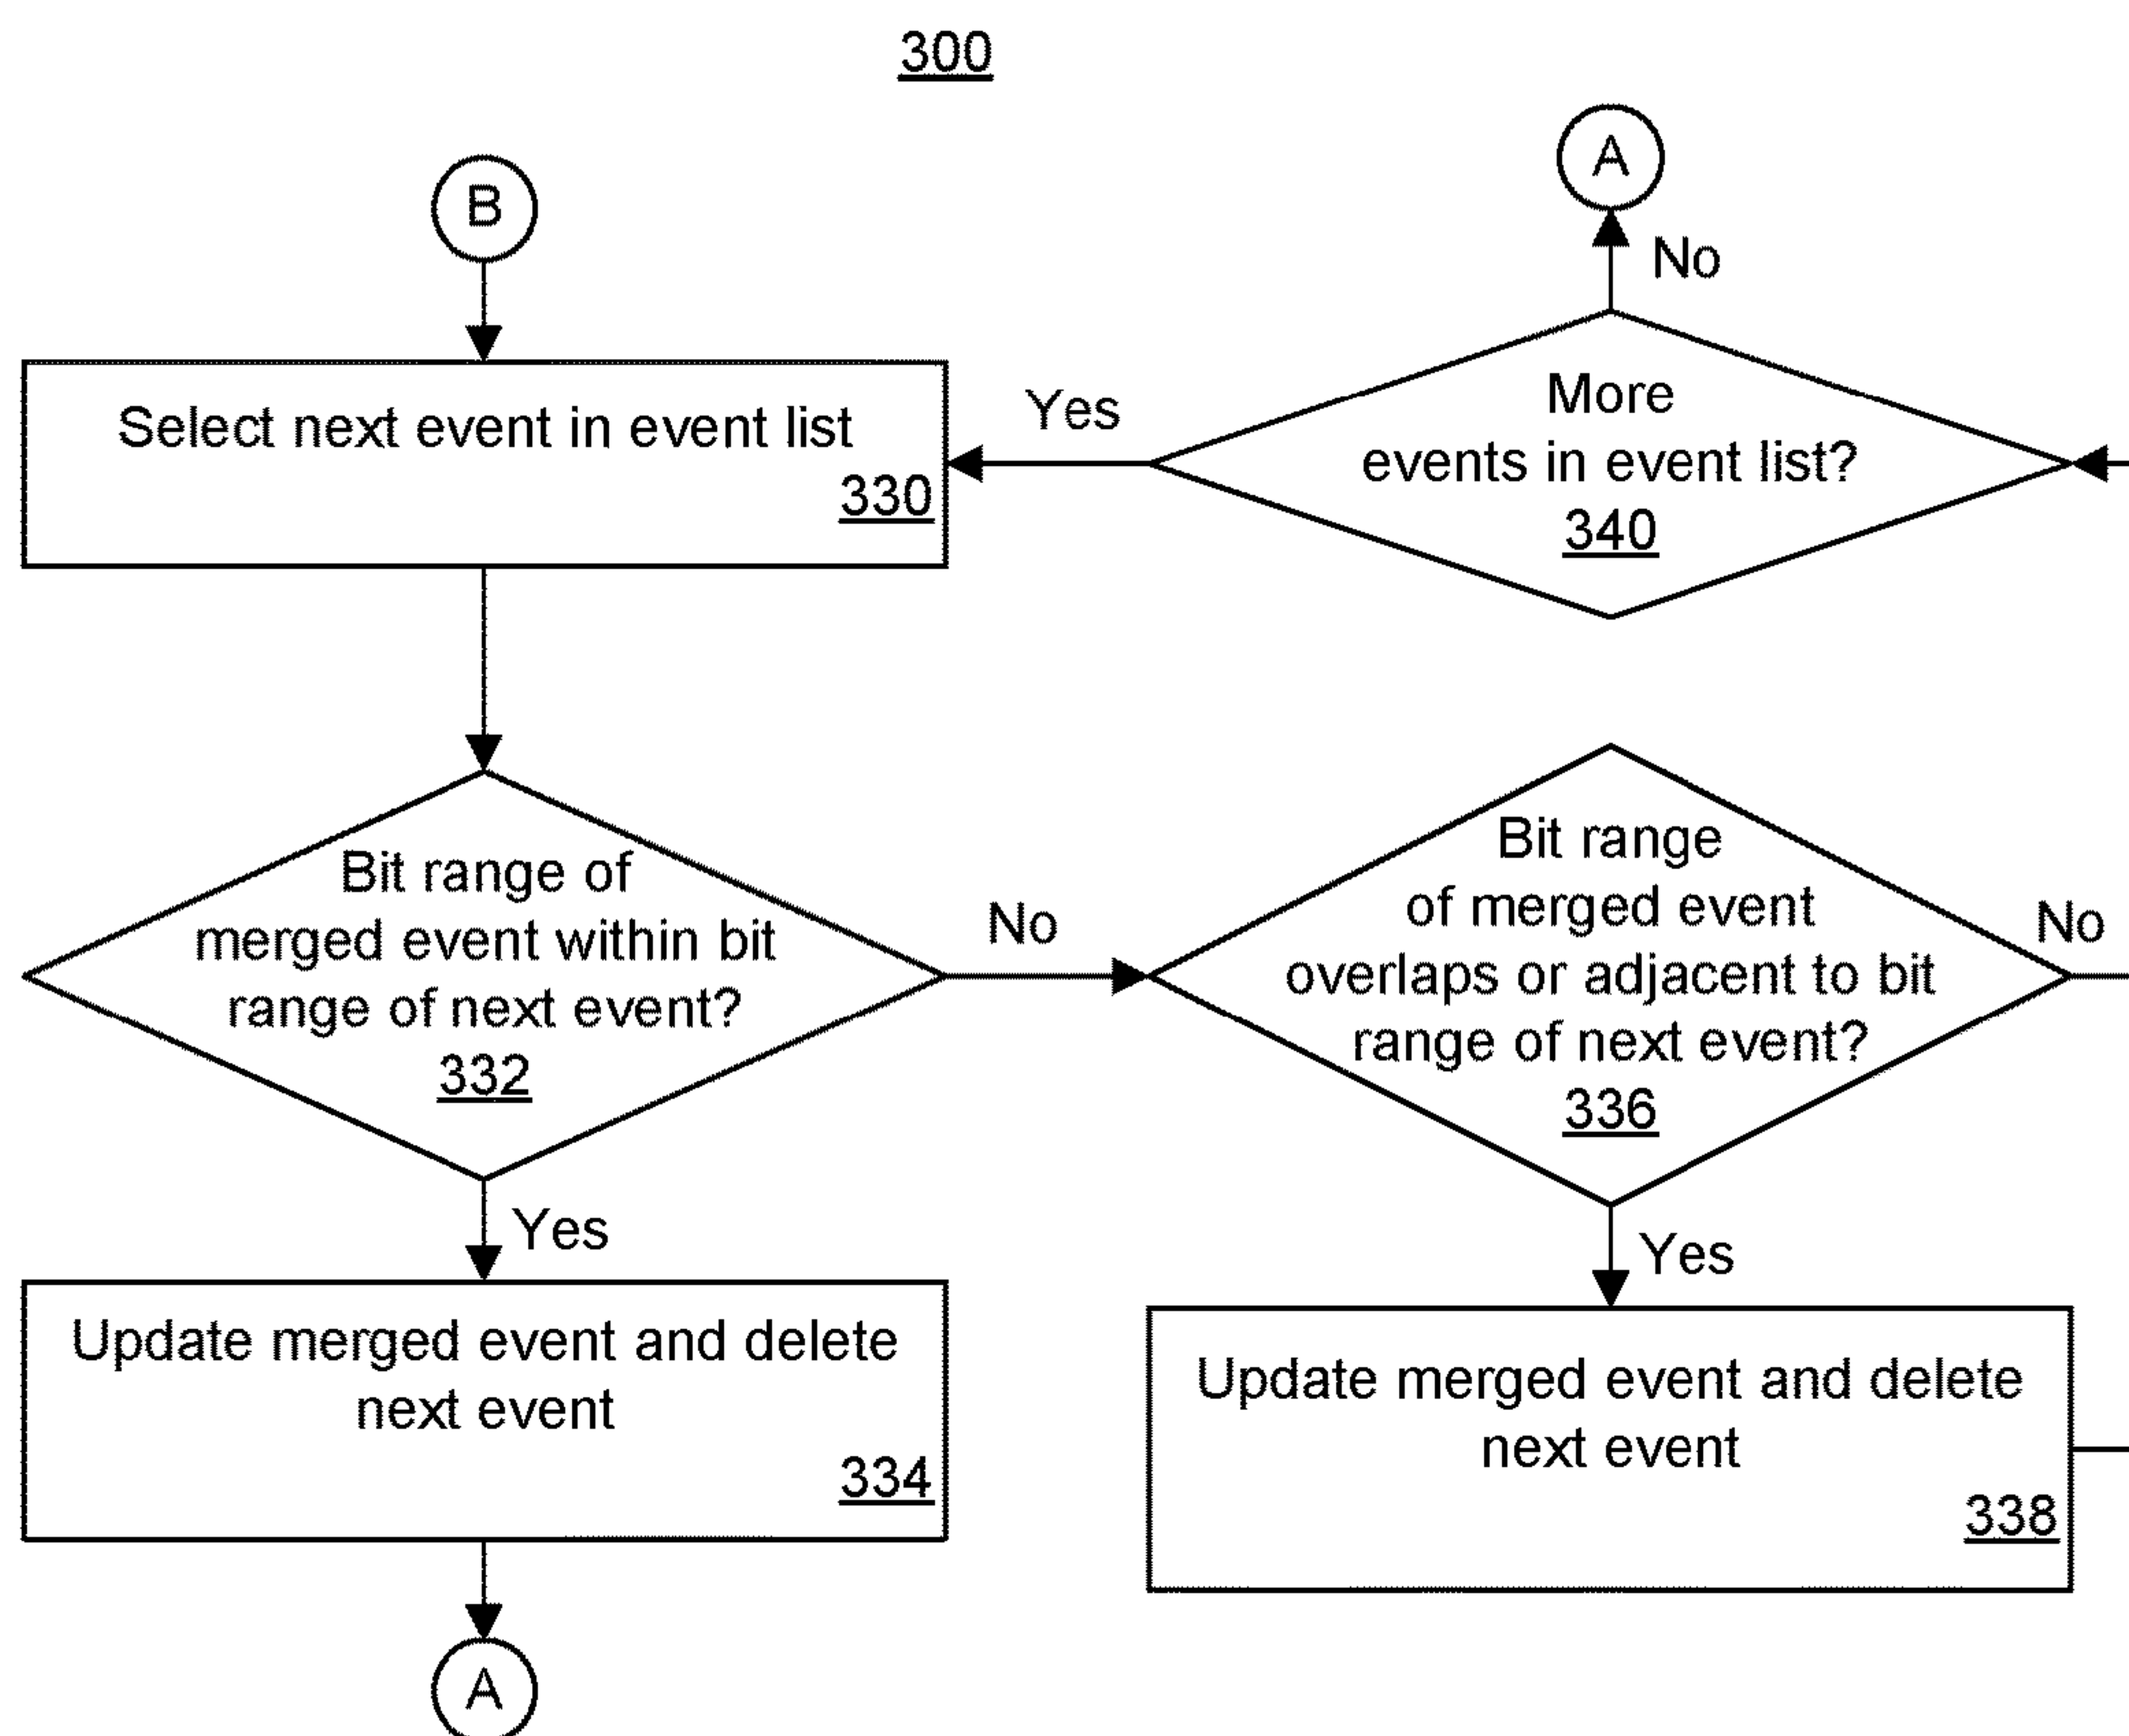 300
B
A
No
Select next event in event list
330
Yes
More
events in event list?
340
Bit range of
merged event within bit
range of next event?
332
No
Bit range
of merged event
overlaps or adjacent to bit
range of next event?
336
No
Yes
Update merged event and delete
next event
334
Yes
Update merged event and delete
next event
338
A